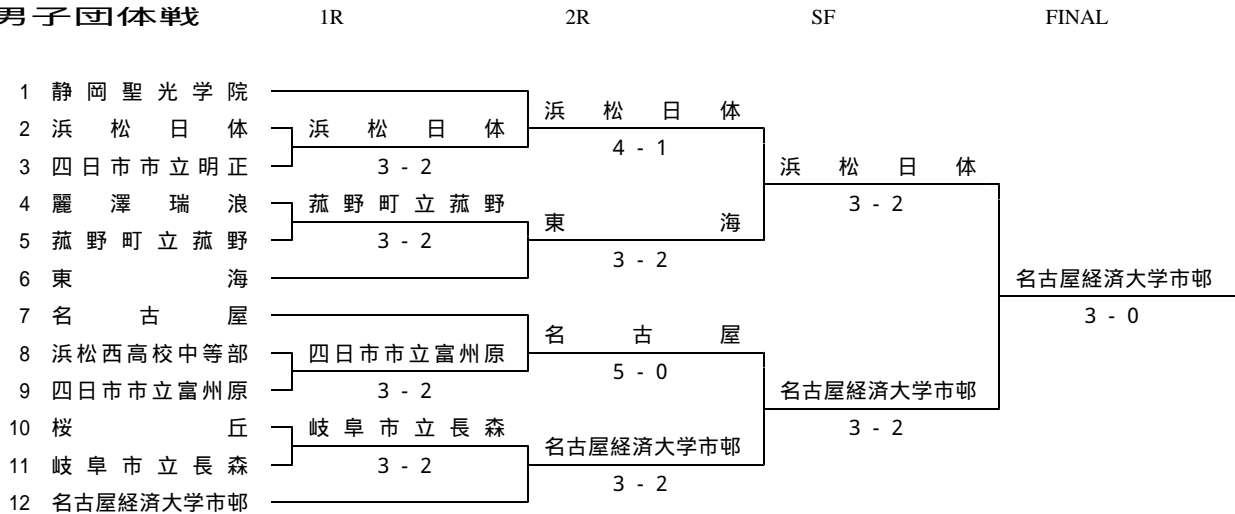 男子団体戦 1R 2R SF FINAL
1 静岡聖光学院
浜松日体
2 浜松日体 浜松日体
4 - 1
3 四日市市立明正 3 - 2 浜松日体
4 麗澤瑞浪 菰野町立菰野 3 - 2
東海
5 菰野町立菰野 3 - 2
3 - 2
6 東海 名古屋経済大学市邨
7 名古屋 3 - 0
名古屋
8 浜松西高校中等部 四日市市立富州原
5 - 0
9 四日市市立富州原 3 - 2 名古屋経済大学市邨
10 桜丘 岐阜市立長森 3 - 2
名古屋経済大学市邨
11 岐阜市立長森 3 - 2
3 - 2
12 名古屋経済大学市邨